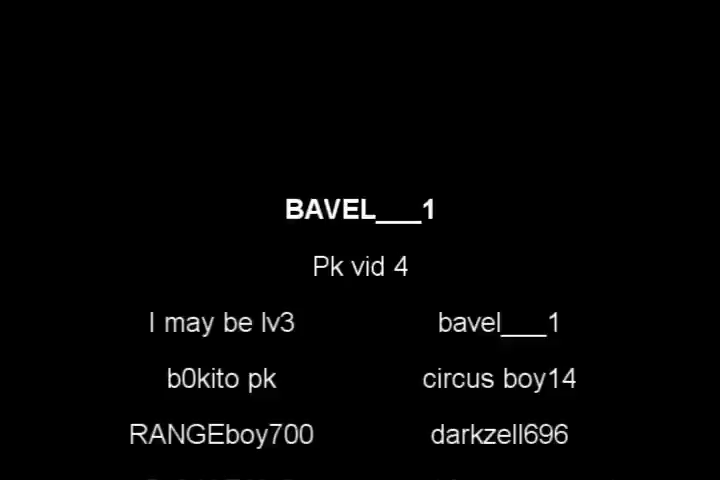 BAVEL___1
Pk vid 4
I may be lv3 bavel___1
b0kito pk circus boy14
RANGEboy700 darkzell696